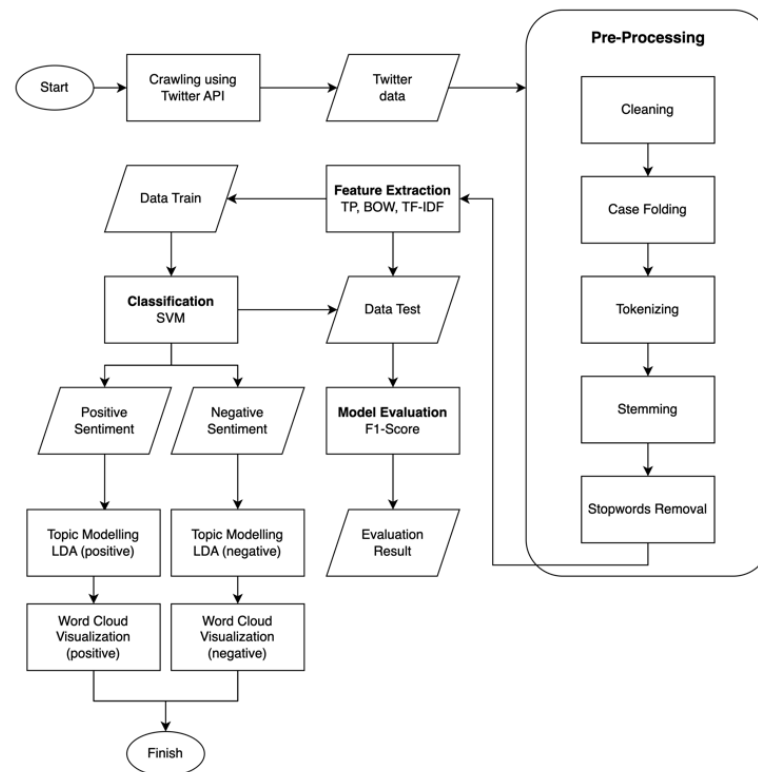 Start
Crawling using
Twitter API
Twitter
data
Pre-Processing
Cleaning
Case Folding
Tokenizing
Stemming
Stopwords Removal
Feature Extraction
TP, BOW, TF-IDF
Data Train
Classification
SVM
Data Test
Positive
Sentiment
Negative
Sentiment
Model Evaluation
F1-Score
Evaluation
Result
Topic Modelling
LDA (positive)
Topic Modelling
LDA (negative)
Word Cloud
Visualization
(positive)
Word Cloud
Visualization
(negative)
Finish